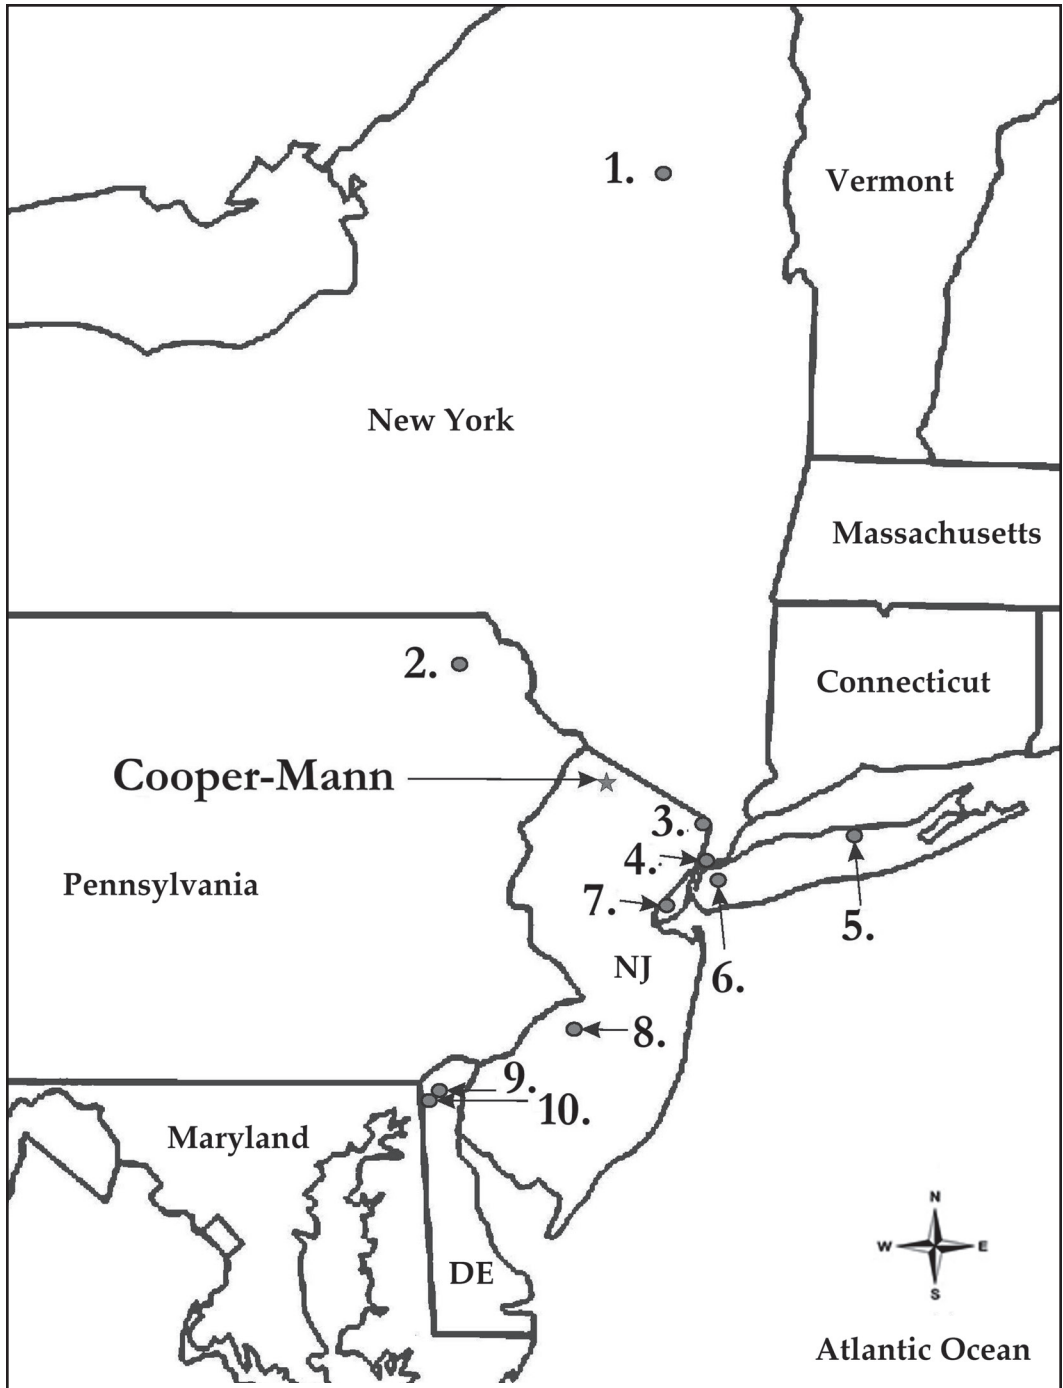 1.
Vermont
New York
Massachusetts
2.
Connecticut
Cooper-Mann
3.
4.
Pennsylvania
7.
5.
NJ
6.
8.
9.
10.
Maryland
N
W E
S
DE
Atlantic Ocean